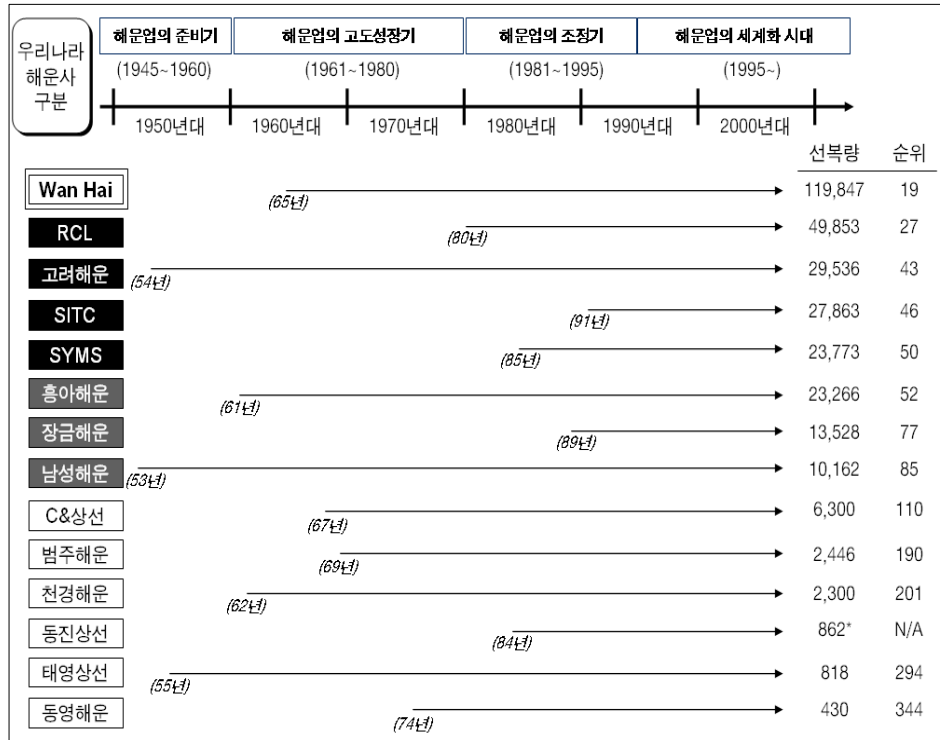 우리나라
해운사
구분
해운업의 준비기 해운업의 고도성장기 해운업의 조정기 해운업의 세계화 시대
(1945~1960) (1961~1980) (1981~1995) (1995~)
1950년대 1960년대 1970년대 1980년대 1990년대 2000년대
선복량 순위
Wan Hai (65년) 119,847 19
RCL (80년) 49,853 27
고려해운 (54년) 29,536 43
SITC (91년) 27,863 46
SYMS (85년) 23,773 50
흥아해운 (61년) 23,266 52
장금해운 (89년) 13,528 77
남성해운 (53년) 10,162 85
C&상선 (67년) 6,300 110
범주해운 (69년) 2,446 190
천경해운 (62년) 2,300 201
동진상선 (84년) 862* N/A
태영상선 (55년) 818 294
동영해운 (74년) 430 344